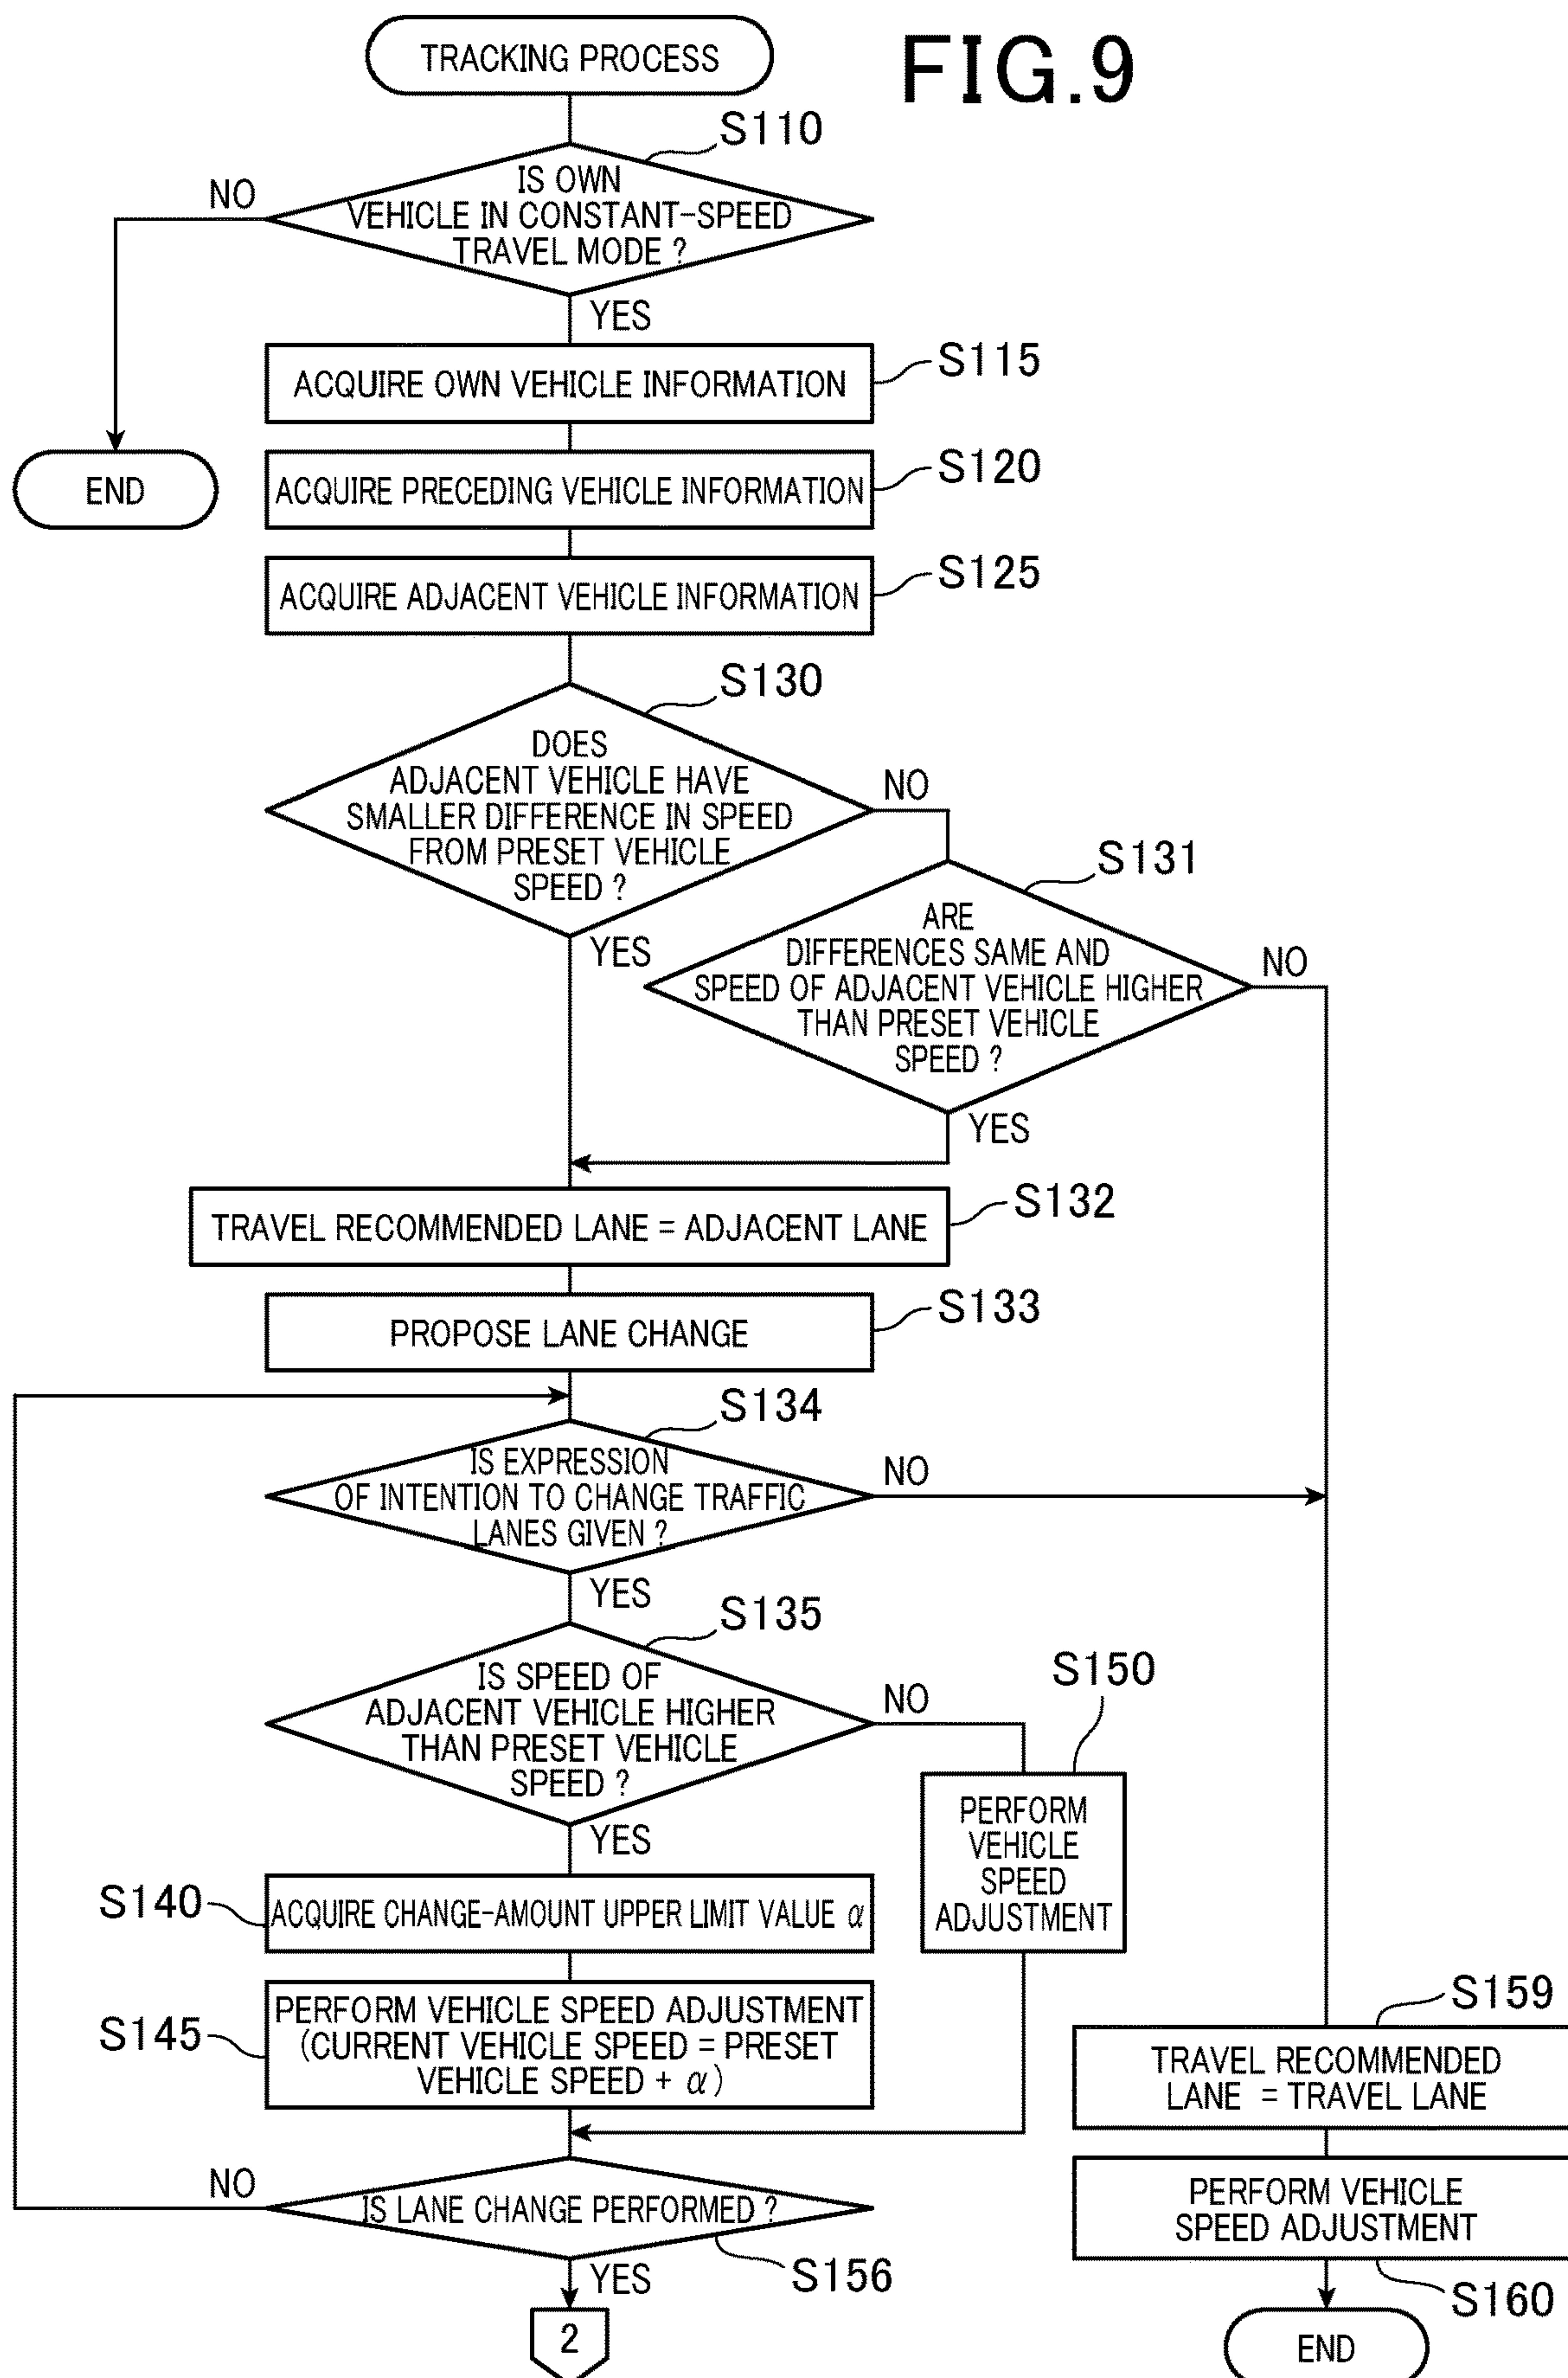 TRACKING PROCESS
FIG.9
S110
IS OWN
VEHICLE IN CONSTANT-SPEED
TRAVEL MODE ?
NO
YES
S115
ACQUIRE OWN VEHICLE INFORMATION
S120
ACQUIRE PRECEDING VEHICLE INFORMATION
END
S125
ACQUIRE ADJACENT VEHICLE INFORMATION
S130
DOES
ADJACENT VEHICLE HAVE
SMALLER DIFFERENCE IN SPEED
FROM PRESET VEHICLE
SPEED ?
NO
YES
S131
ARE
DIFFERENCES SAME AND
SPEED OF ADJACENT VEHICLE HIGHER
THAN PRESET VEHICLE
SPEED ?
NO
YES
S132
TRAVEL RECOMMENDED LANE = ADJACENT LANE
S133
PROPOSE LANE CHANGE
S134
IS EXPRESSION
OF INTENTION TO CHANGE TRAFFIC
LANES GIVEN ?
NO
YES
S135
IS SPEED OF
ADJACENT VEHICLE HIGHER
THAN PRESET VEHICLE
SPEED ?
NO
YES
S150
PERFORM
VEHICLE
SPEED
ADJUSTMENT
S140
ACQUIRE CHANGE-AMOUNT UPPER LIMIT VALUE α
S145
PERFORM VEHICLE SPEED ADJUSTMENT
(CURRENT VEHICLE SPEED = PRESET
VEHICLE SPEED + α)
S159
TRAVEL RECOMMENDED
LANE = TRAVEL LANE
NO
IS LANE CHANGE PERFORMED ?
S156
YES
2
PERFORM VEHICLE
SPEED ADJUSTMENT
S160
END